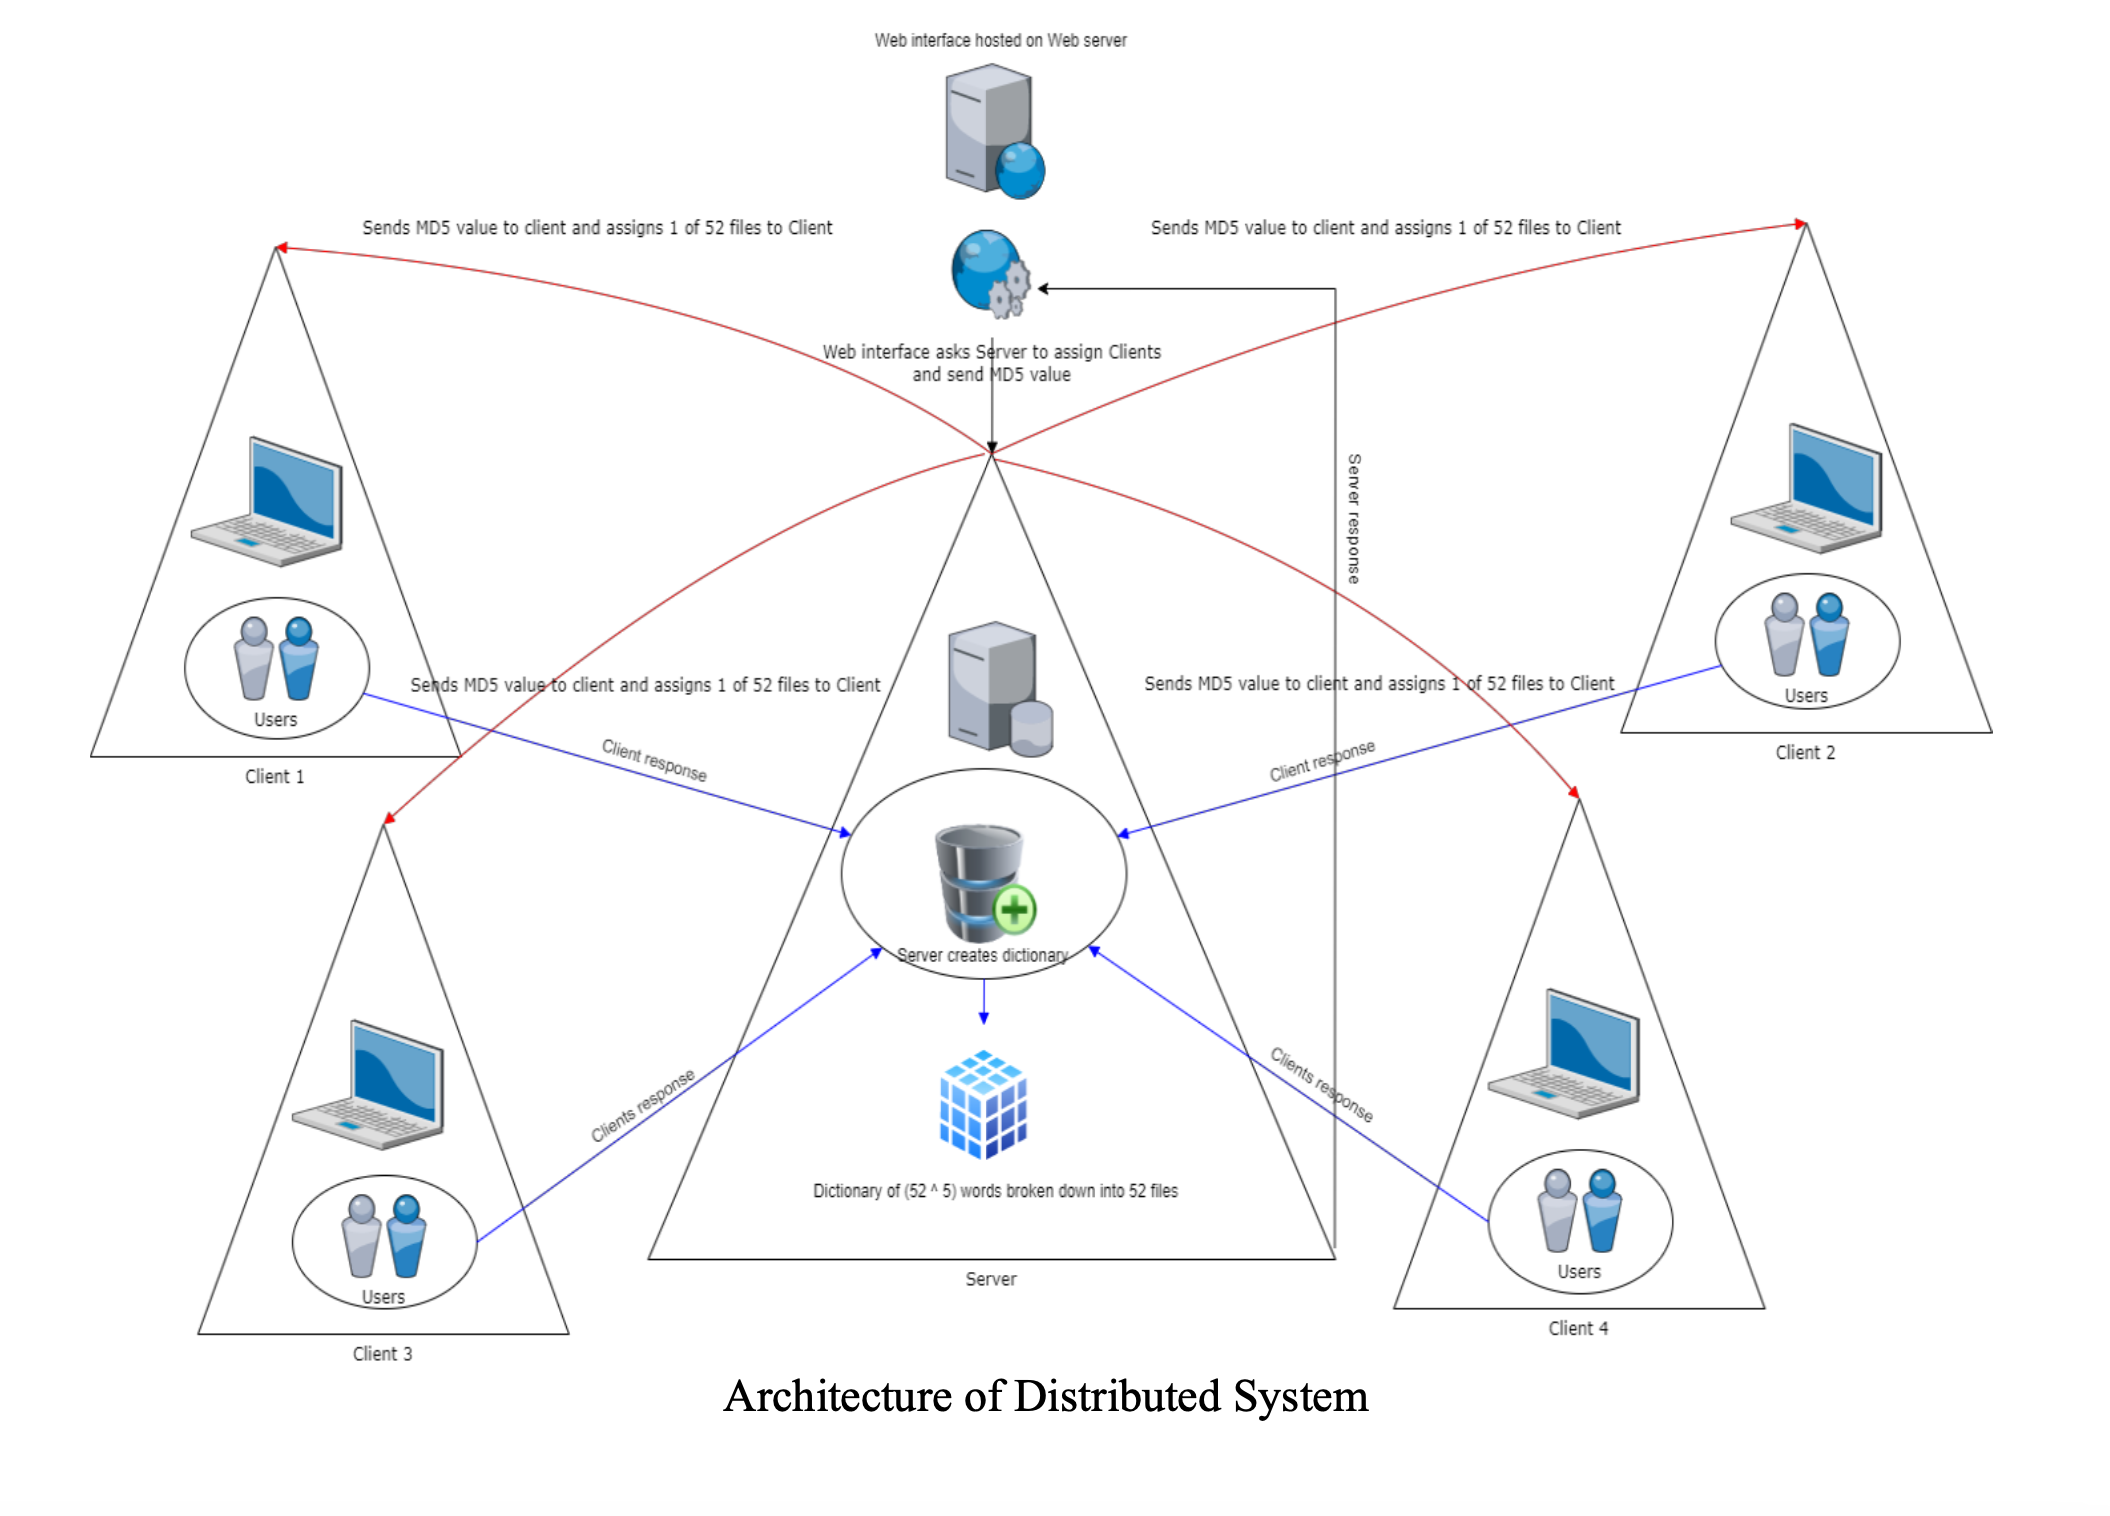 Web interface hosted on Web server
Sends MD5 value to client and assigns 1 of 52 files to Client
Sends MD5 value to client and assigns 1 of 52 files to Client
Web interface asks Server to assign Clients
and send MD5 value
Server response
Sends MD5 value to client and assigns 1 of 52 files to Client
Sends MD5 value to client and assigns 1 of 52 files to Client
Users
Users
Client 1
Client 2
Client response
Client response
Server creates dictionary
Clients response
Clients response
Dictionary of (52 ^ 5) words broken down into 52 files
Users
Users
Server
Client 3
Client 4
Architecture of Distributed System